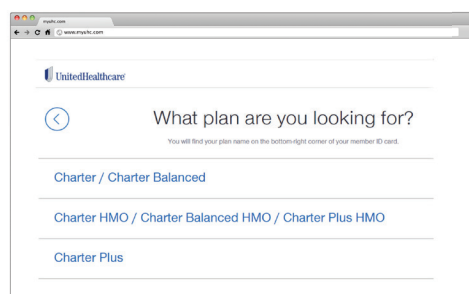 myuhc.com
www.myuhc.com
UnitedHealthcare
What plan are you looking for?
You will find your plan name on the bottom-right corner of your member ID card.
Charter / Charter Balanced
Charter HMO / Charter Balanced HMO / Charter Plus HMO
Charter Plus